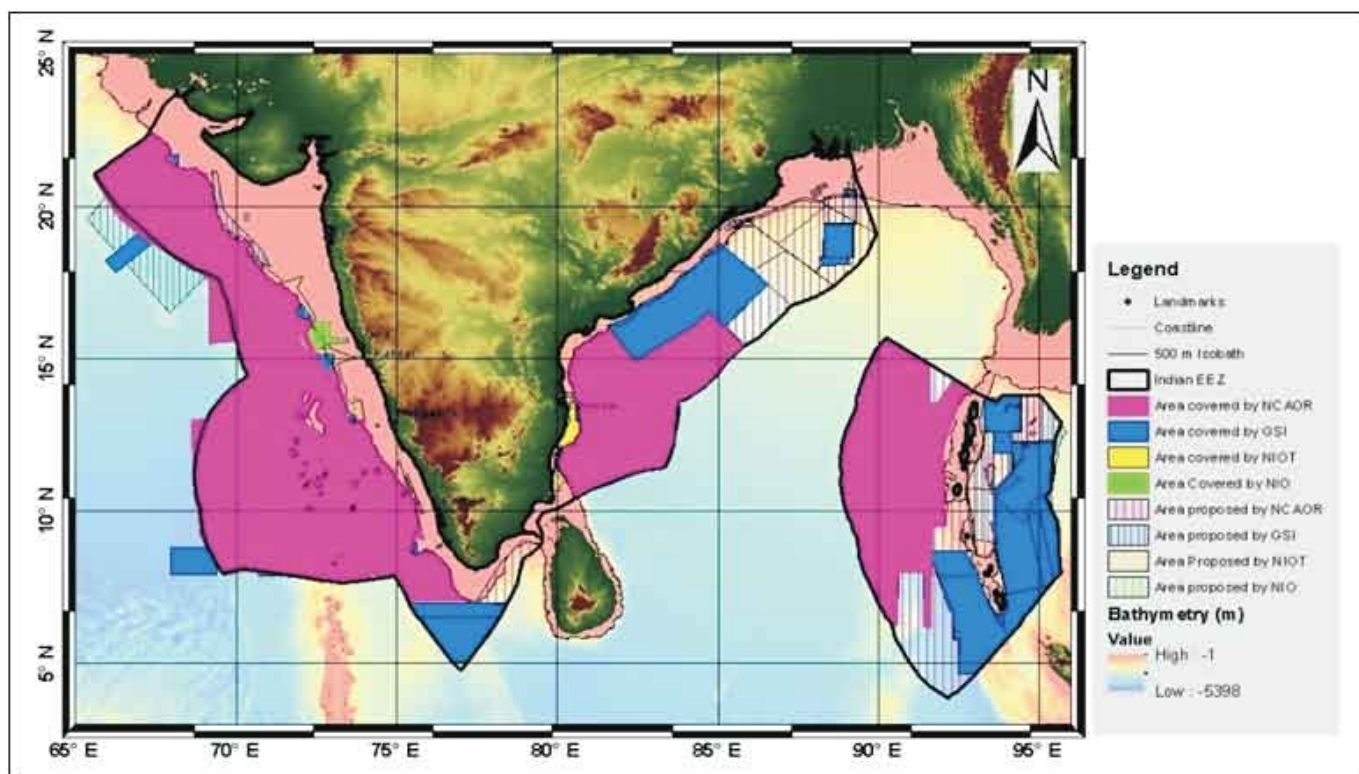 25° N
20° N
15° N
10° N
5° N
65° E
70° E
75° E
80° E
85° E
90° E
95° E
N
Legend
Landmarks
Coastline
500 m Isobath
Indian EEZ
Area covered by NCAOR
Area covered by GSI
Area covered by NIOT
Area Covered by NIO
Area proposed by NCAOR
Area proposed by GSI
Area Proposed by NIOT
Area proposed by NIO
Bathymetry (m)
Value
High : -1
Low : -5398